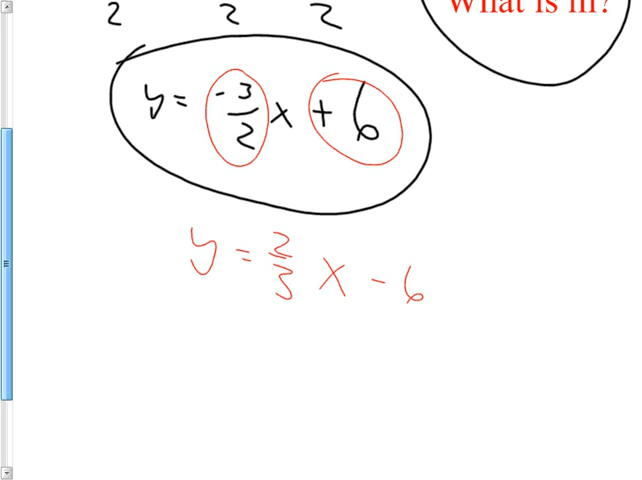 What is m?
2 2 2
y = -3/2 x + 6
y = 2/3 x - 6